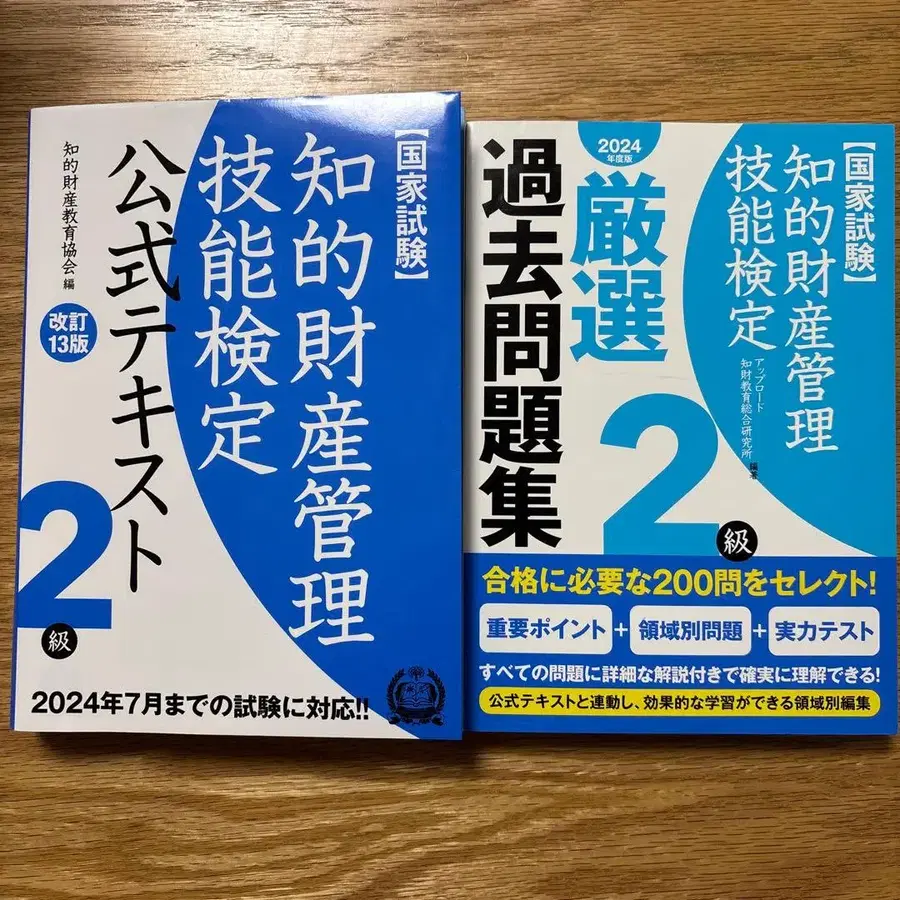 【国家試験】
知的財産管理
技能検定
公式テキスト
知的財産教育協会 編
改訂
13版
2
級
2024年7月までの試験に対応!!
【国家試験】
知的財産管理
技能検定
アップロード
知財教育総合研究所 編著
2024
年度版
厳選
過去問題集
2
級
合格に必要な200問をセレクト!
重要ポイント+領域別問題+実力テスト
すべての問題に詳細な解説付きで確実に理解できる!
公式テキストと連動し、効果的な学習ができる領域別編集